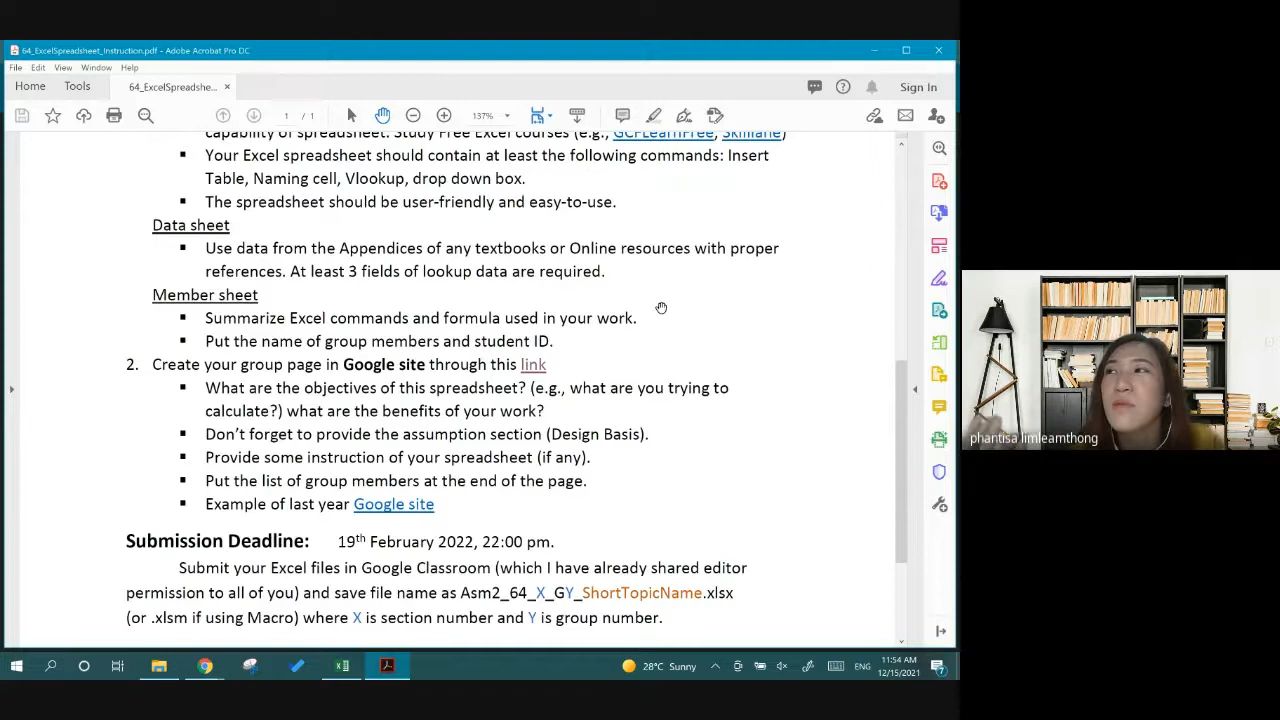 64_ExcelSpreadsheet_Instruction.pdf - Adobe Acrobat Pro DC
File Edit View Window Help
Home Tools 64_ExcelSpreadshe... × Sign In
1 / 1 137%
capability of spreadsheet. Study Free Excel courses (e.g., GCFLearnFree, Skilllane)
▪ Your Excel spreadsheet should contain at least the following commands: Insert
Table, Naming cell, Vlookup, drop down box.
▪ The spreadsheet should be user-friendly and easy-to-use.
Data sheet
▪ Use data from the Appendices of any textbooks or Online resources with proper
references. At least 3 fields of lookup data are required.
Member sheet
▪ Summarize Excel commands and formula used in your work.
▪ Put the name of group members and student ID.
2. Create your group page in Google site through this link
▪ What are the objectives of this spreadsheet? (e.g., what are you trying to
calculate?) what are the benefits of your work?
▪ Don't forget to provide the assumption section (Design Basis).
▪ Provide some instruction of your spreadsheet (if any).
▪ Put the list of group members at the end of the page.
▪ Example of last year Google site
Submission Deadline: 19th February 2022, 22:00 pm.
Submit your Excel files in Google Classroom (which I have already shared editor
permission to all of you) and save file name as Asm2_64_X_GY_ShortTopicName.xlsx
(or .xlsm if using Macro) where X is section number and Y is group number.
phantisa limleamthong
28°C Sunny ENG 11:54 AM
12/15/2021